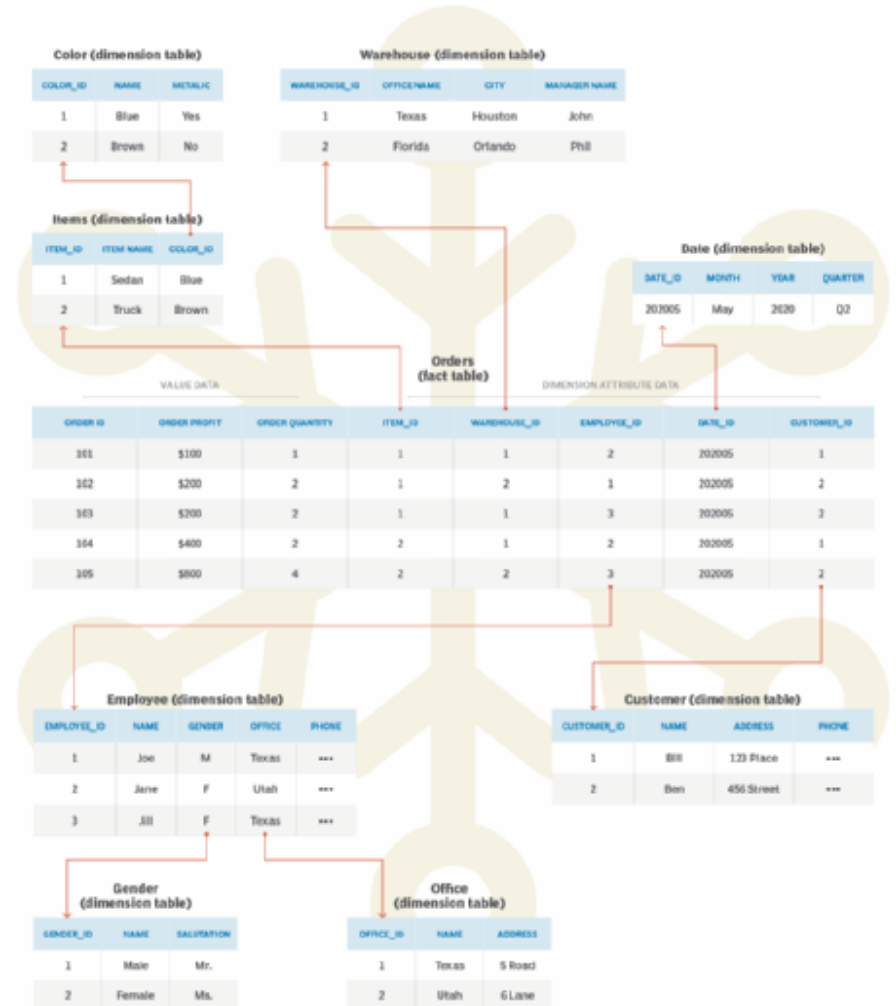 Color (dimension table)
COLOR_ID NAME METALIC
1 Blue Yes
2 Brown No
Warehouse (dimension table)
WAREHOUSE_ID OFFICE NAME CITY MANAGER NAME
1 Texas Houston John
2 Florida Orlando Phill
Items (dimension table)
ITEM_ID ITEM NAME COLOR_ID
1 Sedan Blue
2 Truck Brown
Date (dimension table)
DATE_ID MONTH YEAR QUARTER
202005 May 2020 Q2
Orders
(fact table)
VALUE DATA
DIMENSION ATTRIBUTE DATA
ORDER ID ORDER PROFIT ORDER QUANTITY ITEM_ID WAREHOUSE_ID EMPLOYEE_ID DATE_ID CUSTOMER_ID
101 $100 1 1 1 2 202005 1
102 $200 2 1 2 1 202005 2
103 $200 2 1 1 3 202005 2
104 $400 2 2 1 2 202005 1
105 $800 4 2 2 3 202005 2
Employee (dimension table)
EMPLOYEE_ID NAME GENDER OFFICE PHONE
1 Joe M Texas •••
2 Jane F Utah •••
3 Jill F Texas •••
Customer (dimension table)
CUSTOMER_ID NAME ADDRESS PHONE
1 Bill 123 Place •••
2 Ben 456 Street •••
Gender
(dimension table)
GENDER_ID NAME SALUTATION
1 Male Mr.
2 Female Ms.
Office
(dimension table)
OFFICE_ID NAME ADDRESS
1 Texas 5 Road
2 Utah 6 Lane